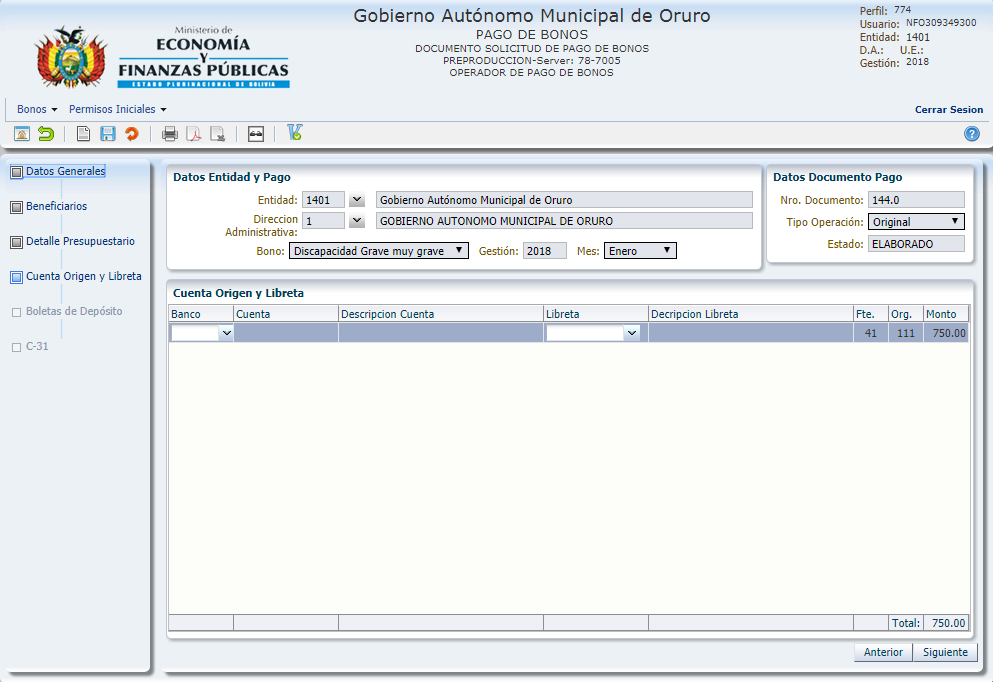 Ministerio de
ECONOMÍA
Y
FINANZAS PÚBLICAS
ESTADO PLURINACIONAL DE BOLIVIA
Gobierno Autónomo Municipal de Oruro
PAGO DE BONOS
DOCUMENTO SOLICITUD DE PAGO DE BONOS
PREPRODUCCION-Server: 78-7005
OPERADOR DE PAGO DE BONOS
Perfil: 774
Usuario: NFO309349300
Entidad: 1401
D.A.: U.E.:
Gestión: 2018
Bonos Permisos Iniciales Cerrar Sesion
Datos Generales
Beneficiarios
Detalle Presupuestario
Cuenta Origen y Libreta
Boletas de Depósito
C-31
Datos Entidad y Pago
Entidad: 1401 Gobierno Autónomo Municipal de Oruro
Direccion
Administrativa: 1 GOBIERNO AUTONOMO MUNICIPAL DE ORURO
Bono: Discapacidad Grave muy grave Gestión: 2018 Mes: Enero
Datos Documento Pago
Nro. Documento: 144.0
Tipo Operación: Original
Estado: ELABORADO
Cuenta Origen y Libreta
Banco Cuenta Descripcion Cuenta Libreta Decripcion Libreta Fte. Org. Monto
41 111 750.00
Total: 750.00
Anterior Siguiente